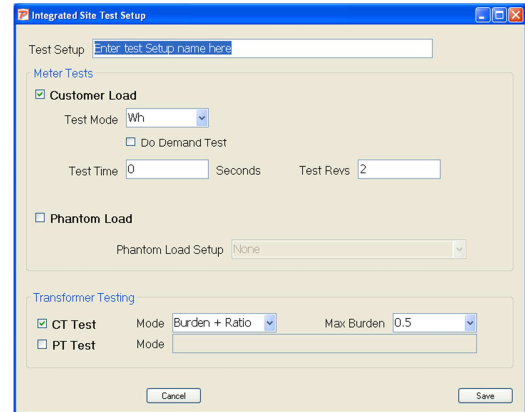 Integrated Site Test Setup
Test Setup Enter test Setup name here
Meter Tests
Customer Load
Test Mode Wh
Do Demand Test
Test Time 0 Seconds Test Revs 2
Phantom Load
Phantom Load Setup None
Transformer Testing
CT Test Mode Burden + Ratio Max Burden 0.5
PT Test Mode
Cancel Save